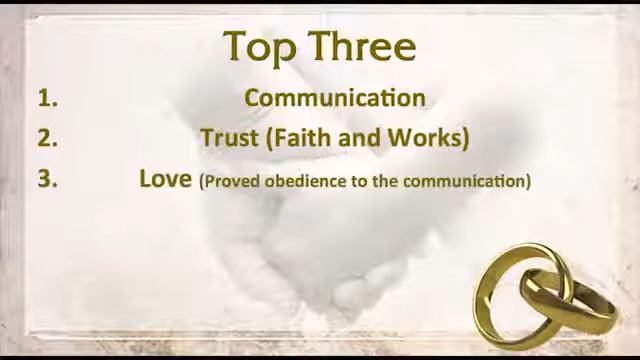 Top Three
1. Communication
2. Trust (Faith and Works)
3. Love (Proved obedience to the communication)